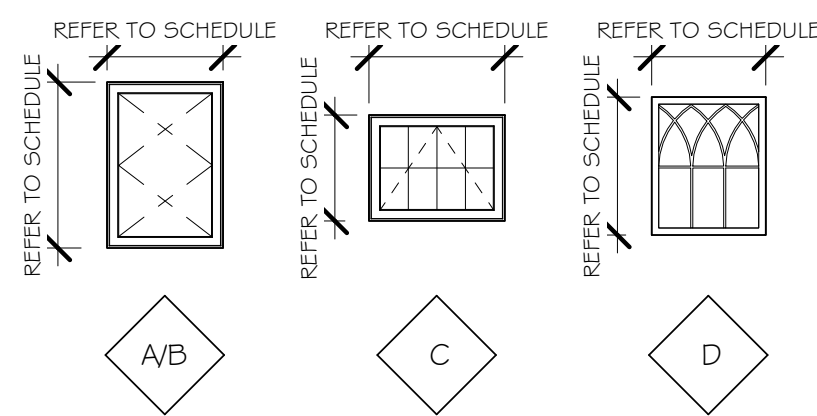 REFER TO SCHEDULE
REFER TO SCHEDULE
REFER TO SCHEDULE
REFER TO SCHEDULE
REFER TO SCHEDULE
REFER TO SCHEDULE
A/B
C
D